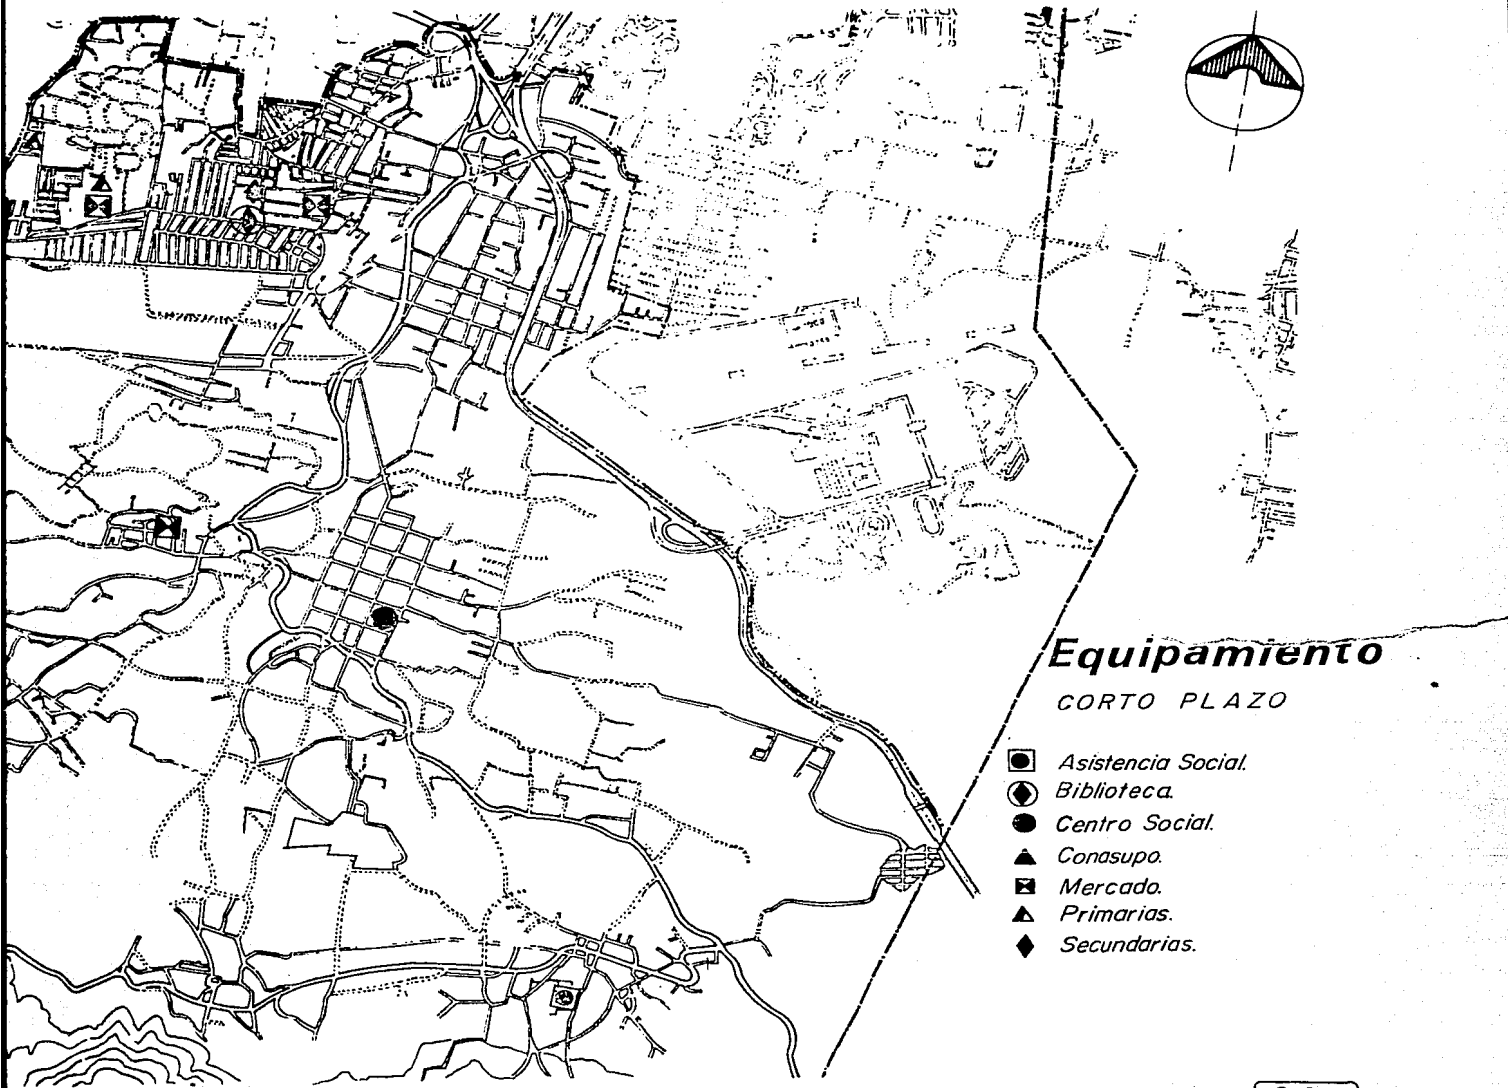 Equipamiento
CORTO PLAZO
Asistencia Social.
Biblioteca.
Centro Social.
Conasupo.
Mercado.
Primarias.
Secundarias.